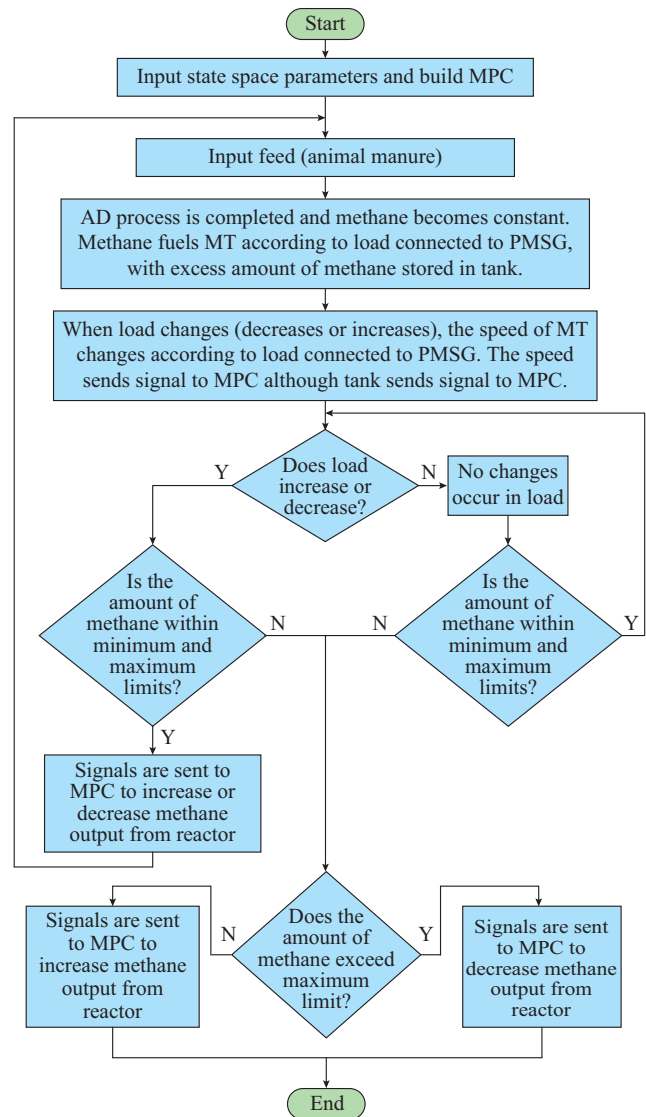 Start
Input state space parameters and build MPC
Input feed (animal manure)
AD process is completed and methane becomes constant.
Methane fuels MT according to load connected to PMSG,
with excess amount of methane stored in tank.
When load changes (decreases or increases), the speed of MT
changes according to load connected to PMSG. The speed
sends signal to MPC although tank sends signal to MPC.
Y
Does load
increase or
decrease?
N
No changes
occur in load
Is the
amount of
methane within
minimum and
maximum
limits?
N
Y
N
Is the
amount of
methane within
minimum and
maximum
limits?
Y
Signals are sent to
MPC to increase or
decrease methane
output from reactor
Signals are sent
to MPC to
increase methane
output from
reactor
N
Does the
amount of
methane exceed
maximum
limit?
Y
Signals are sent
to MPC to
decrease methane
output from
reactor
End